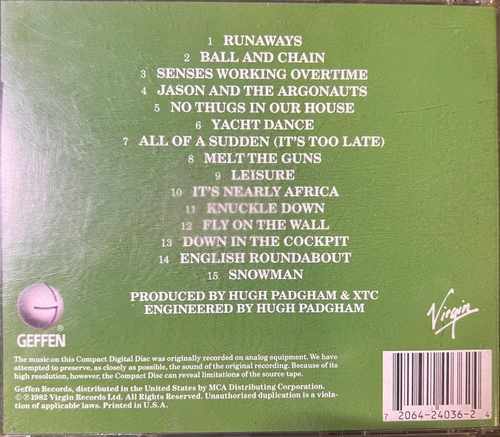 1 RUNAWAYS
2 BALL AND CHAIN
3 SENSES WORKING OVERTIME
4 JASON AND THE ARGONAUTS
5 NO THUGS IN OUR HOUSE
6 YACHT DANCE
7 ALL OF A SUDDEN (IT'S TOO LATE)
8 MELT THE GUNS
9 LEISURE
10 IT'S NEARLY AFRICA
11 KNUCKLE DOWN
12 FLY ON THE WALL
13 DOWN IN THE COCKPIT
14 ENGLISH ROUNDABOUT
15 SNOWMAN
PRODUCED BY HUGH PADGHAM & XTC
ENGINEERED BY HUGH PADGHAM
GEFFEN®
Virgin
The music on this Compact Digital Disc was originally recorded on analog equipment. We have
attempted to preserve, as closely as possible, the sound of the original recording. Because of its
high resolution, however, the Compact Disc can reveal limitations of the source tape.
Geffen Records, distributed in the United States by MCA Distributing Corporation.
©℗1982 Virgin Records Ltd. All Rights Reserved. Unauthorized duplication is a viola-
tion of applicable laws. Printed in U.S.A.
7 2064-24036-2 4